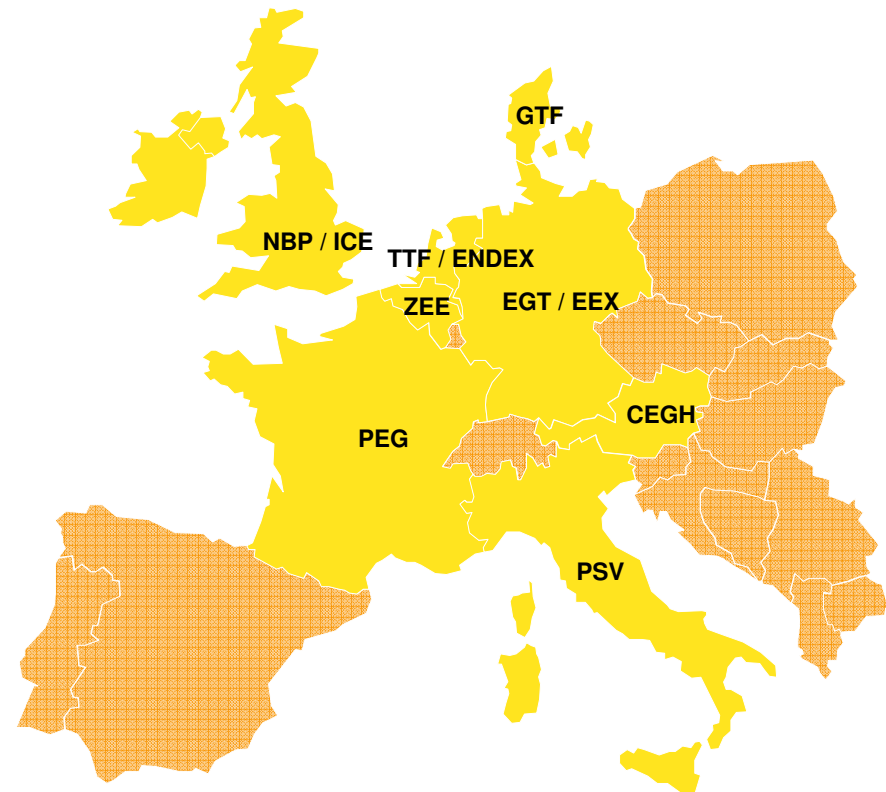 GTF
NBP / ICE
TTF / ENDEX
ZEE
EGT / EEX
CEGH
PEG
PSV